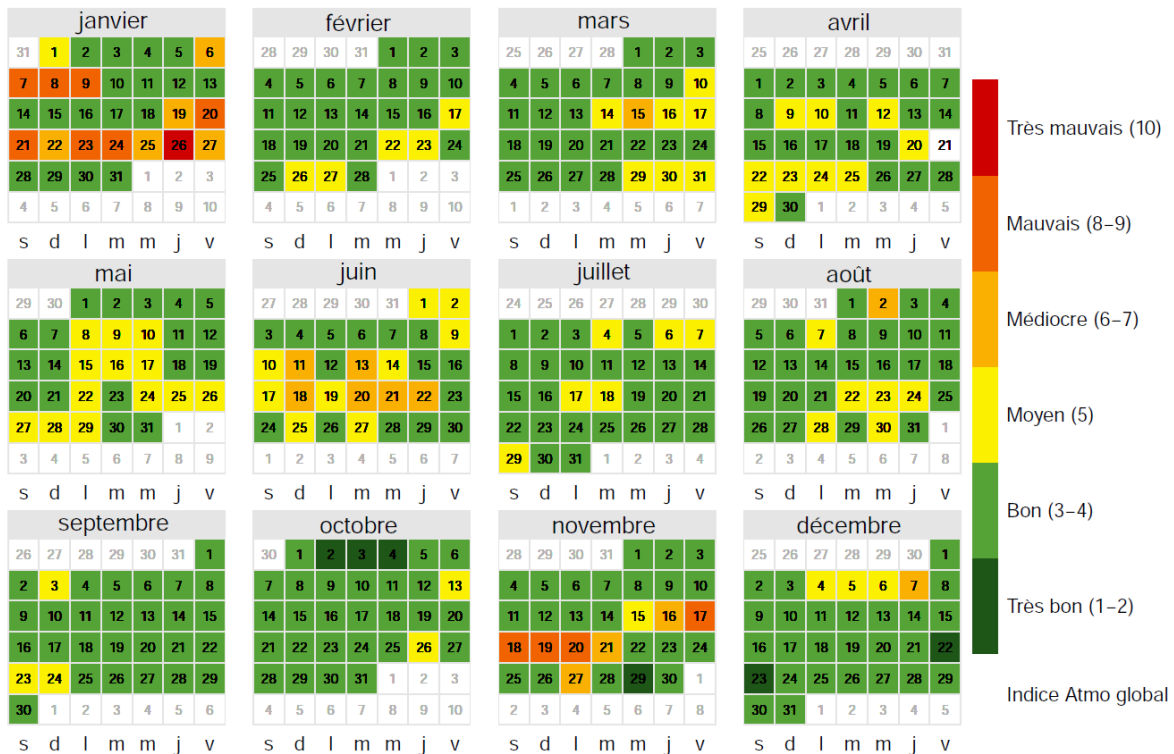 janvier février mars avril
31 1 2 3 4 5 6 28 29 30 31 1 2 3 25 26 27 28 1 2 3 25 26 27 28 29 30 31
7 8 9 10 11 12 13 4 5 6 7 8 9 10 4 5 6 7 8 9 10 1 2 3 4 5 6 7
14 15 16 17 18 19 20 11 12 13 14 15 16 17 11 12 13 14 15 16 17 8 9 10 11 12 13 14
21 22 23 24 25 26 27 18 19 20 21 22 23 24 18 19 20 21 22 23 24 15 16 17 18 19 20 21
28 29 30 31 1 2 3 25 26 27 28 1 2 3 25 26 27 28 29 30 31 22 23 24 25 26 27 28
4 5 6 7 8 9 10 4 5 6 7 8 9 10 1 2 3 4 5 6 7 29 30 1 2 3 4 5
s d l m m j v s d l m m j v s d l m m j v s d l m m j v
mai juin juillet août
29 30 1 2 3 4 5 27 28 29 30 31 1 2 24 25 26 27 28 29 30 29 30 31 1 2 3 4
6 7 8 9 10 11 12 3 4 5 6 7 8 9 1 2 3 4 5 6 7 5 6 7 8 9 10 11
13 14 15 16 17 18 19 10 11 12 13 14 15 16 8 9 10 11 12 13 14 12 13 14 15 16 17 18
20 21 22 23 24 25 26 17 18 19 20 21 22 23 15 16 17 18 19 20 21 19 20 21 22 23 24 25
27 28 29 30 31 1 2 24 25 26 27 28 29 30 22 23 24 25 26 27 28 26 27 28 29 30 31 1
3 4 5 6 7 8 9 1 2 3 4 5 6 7 29 30 31 1 2 3 4 2 3 4 5 6 7 8
s d l m m j v s d l m m j v s d l m m j v s d l m m j v
septembre octobre novembre décembre
26 27 28 29 30 31 1 30 1 2 3 4 5 6 28 29 30 31 1 2 3 25 26 27 28 29 30 1
2 3 4 5 6 7 8 7 8 9 10 11 12 13 4 5 6 7 8 9 10 2 3 4 5 6 7 8
9 10 11 12 13 14 15 14 15 16 17 18 19 20 11 12 13 14 15 16 17 9 10 11 12 13 14 15
16 17 18 19 20 21 22 21 22 23 24 25 26 27 18 19 20 21 22 23 24 16 17 18 19 20 21 22
23 24 25 26 27 28 29 28 29 30 31 1 2 3 25 26 27 28 29 30 1 23 24 25 26 27 28 29
30 1 2 3 4 5 6 4 5 6 7 8 9 10 2 3 4 5 6 7 8 30 31 1 2 3 4 5
s d l m m j v s d l m m j v s d l m m j v s d l m m j v
Très mauvais (10)
Mauvais (8–9)
Médiocre (6–7)
Moyen (5)
Bon (3–4)
Très bon (1–2)
Indice Atmo global